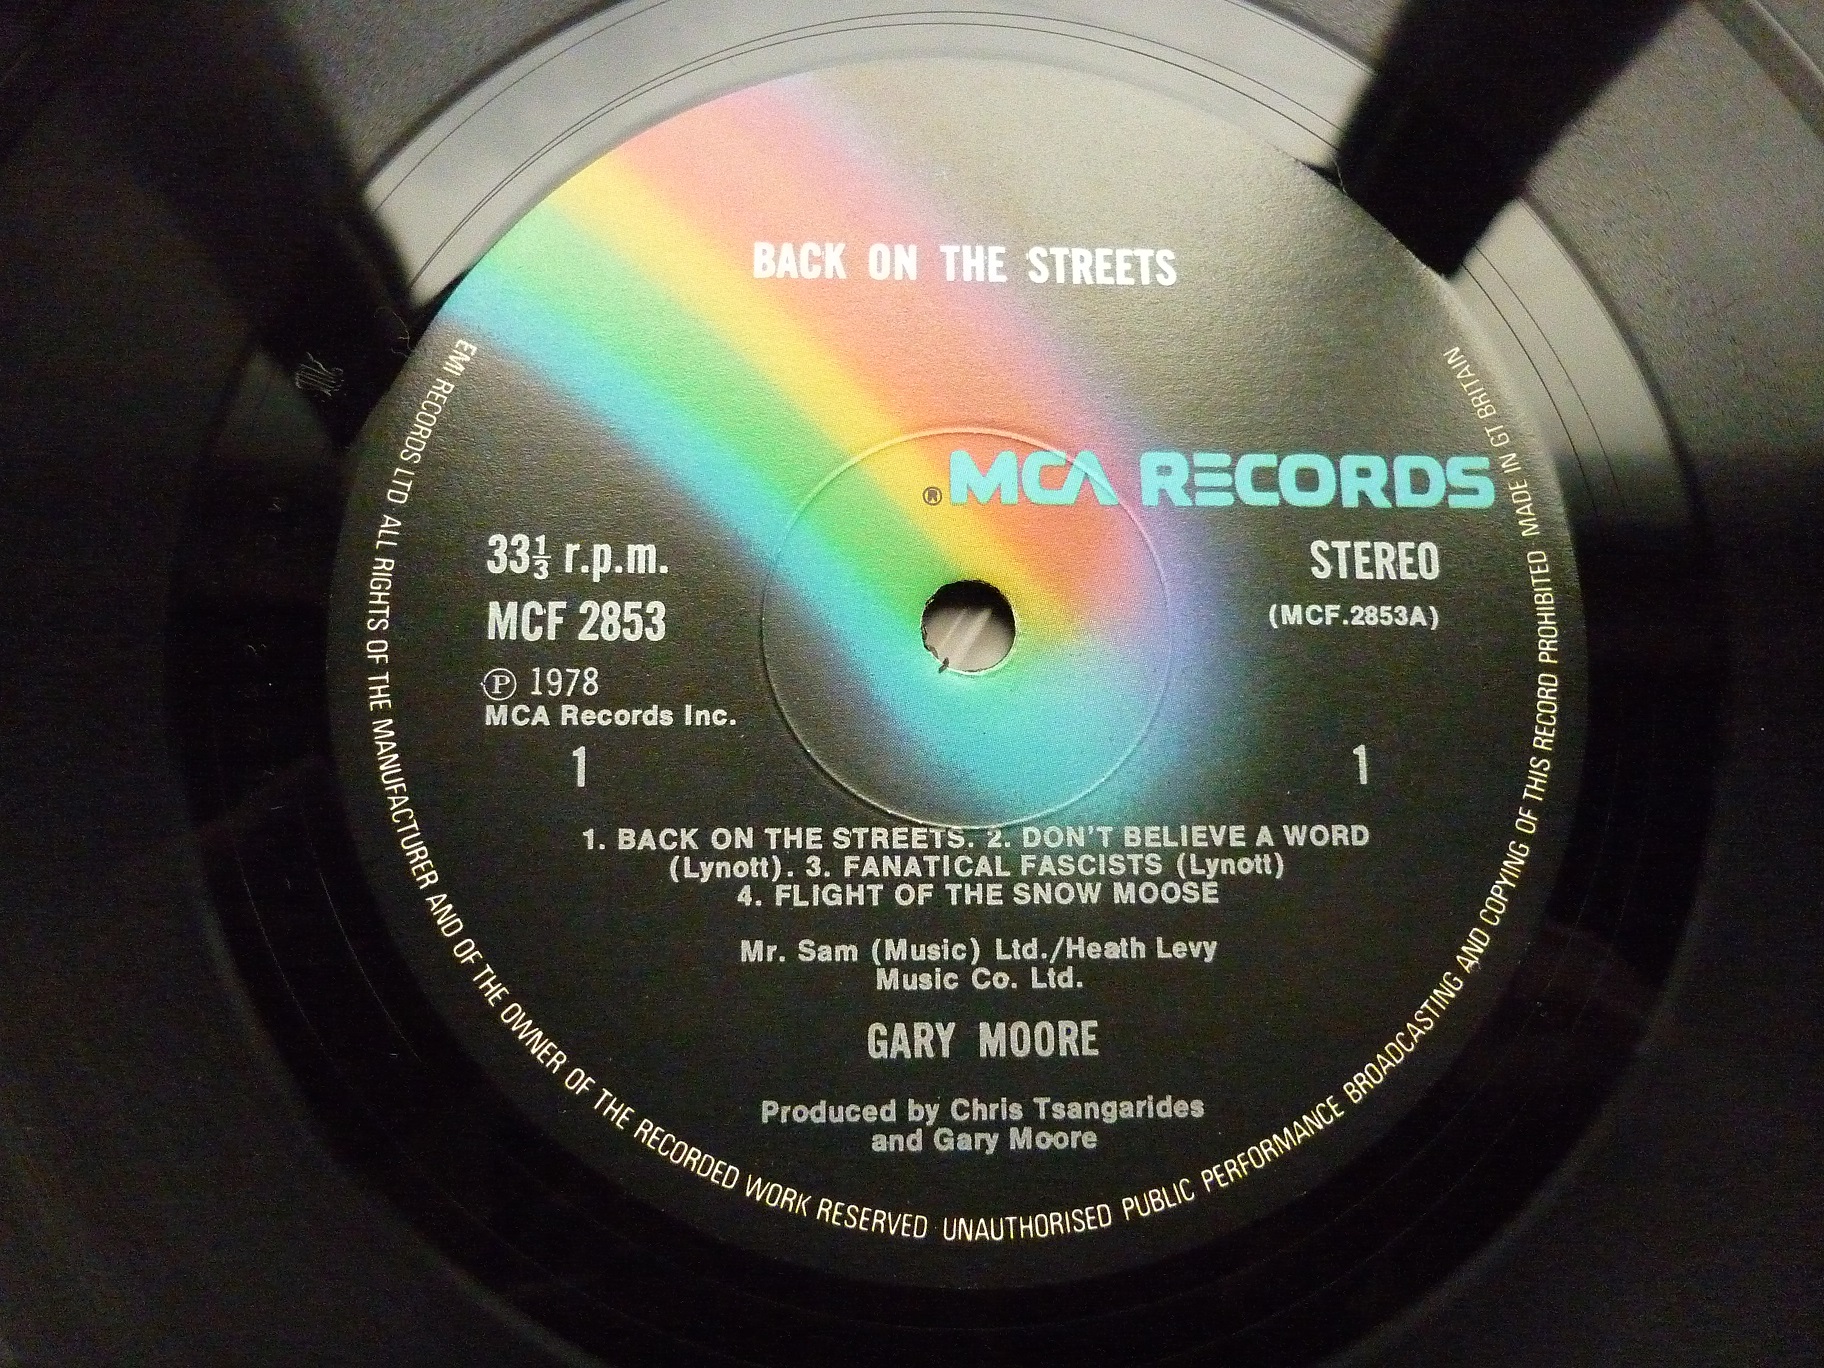 BACK ON THE STREETS
® MCA RECORDS
33⅓ r.p.m.
MCF 2853
Ⓟ 1978
MCA Records Inc.
1
STEREO
(MCF.2853A)
1
1. BACK ON THE STREETS. 2. DON'T BELIEVE A WORD
(Lynott). 3. FANATICAL FASCISTS (Lynott)
4. FLIGHT OF THE SNOW MOOSE
Mr. Sam (Music) Ltd./Heath Levy
Music Co. Ltd.
GARY MOORE
Produced by Chris Tsangarides
and Gary Moore
EMI RECORDS LTD ALL RIGHTS OF THE MANUFACTURER AND OF THE OWNER OF THE RECORDED WORK RESERVED UNAUTHORISED PUBLIC PERFORMANCE BROADCASTING AND COPYING OF THIS RECORD PROHIBITED MADE IN GT BRITAIN